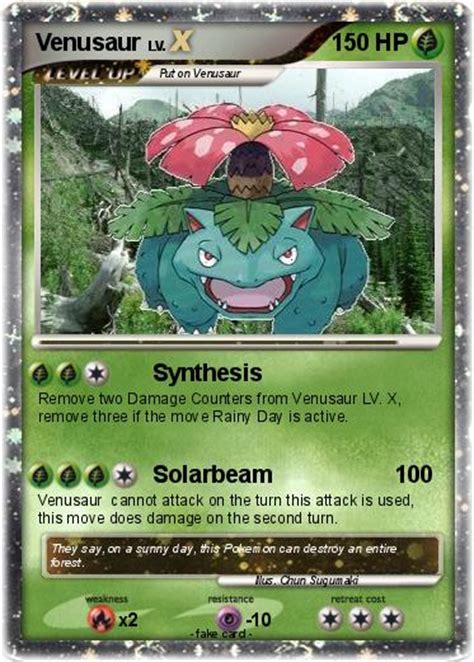 Venusaur LV. X 150 HP
LEVEL UP Put on Venusaur
Synthesis
Remove two Damage Counters from Venusaur LV. X,
remove three if the move Rainy Day is active.
Solarbeam 100
Venusaur cannot attack on the turn this attack is used,
this move does damage on the second turn.
They say, on a sunny day, this Pokemon can destroy an entire
forest.
Illus. Chun Sugumaki
weakness resistance retreat cost
x2 -10
- fake card -